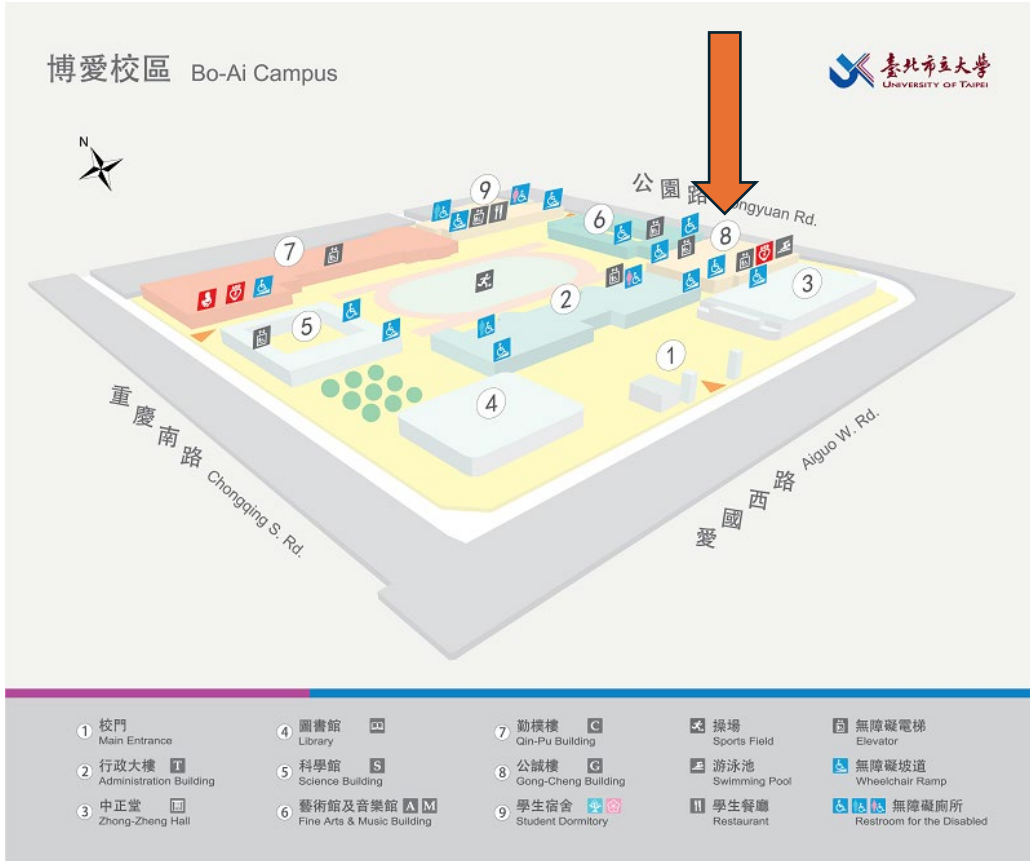 博愛校區 Bo-Ai Campus
臺北市立大學
UNIVERSITY OF TAIPEI
N
公園路 ongyuan Rd.
9
6
8
7
3
2
5
1
4
重慶南路 Chongqing S. Rd.
愛國西路 Aiguo W. Rd.
1 校門
Main Entrance
2 行政大樓 T
Administration Building
3 中正堂
Zhong-Zheng Hall
4 圖書館
Library
5 科學館 S
Science Building
6 藝術館及音樂館 A M
Fine Arts & Music Building
7 勤樸樓 C
Qin-Pu Building
8 公誠樓 G
Gong-Cheng Building
9 學生宿舍
Student Dormitory
操場
Sports Field
游泳池
Swimming Pool
學生餐廳
Restaurant
無障礙電梯
Elevator
無障礙坡道
Wheelchair Ramp
無障礙廁所
Restroom for the Disabled